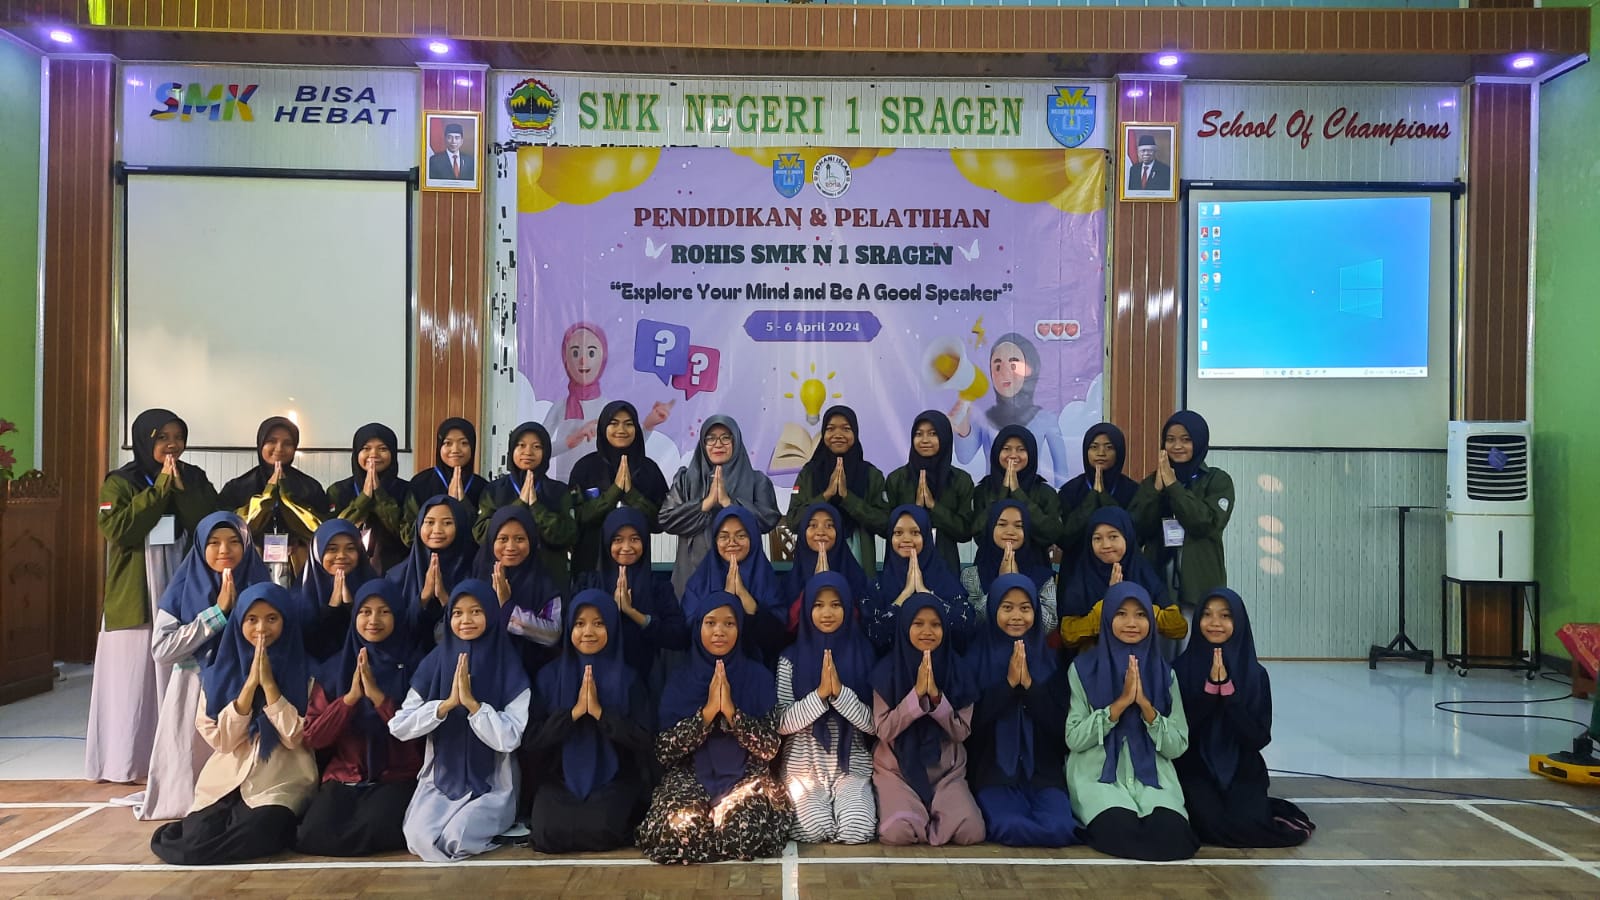 SMK BISA
HEBAT
SMK NEGERI 1 SRAGEN
School Of Champions
PENDIDIKAN & PELATIHAN
ROHIS SMK N 1 SRAGEN
“Explore Your Mind and Be A Good Speaker”
5 - 6 April 2024
? ?